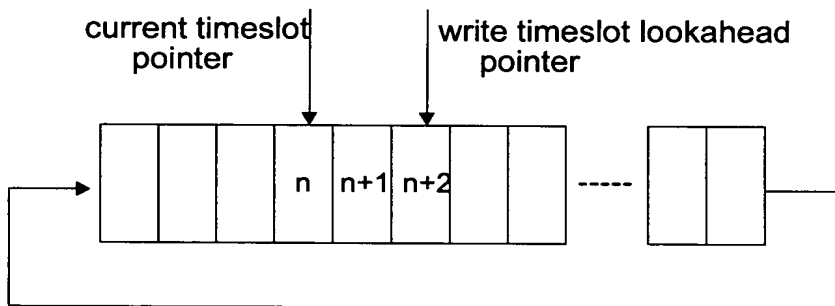 current timeslot
pointer
write timeslot lookahead
pointer
n n+1 n+2